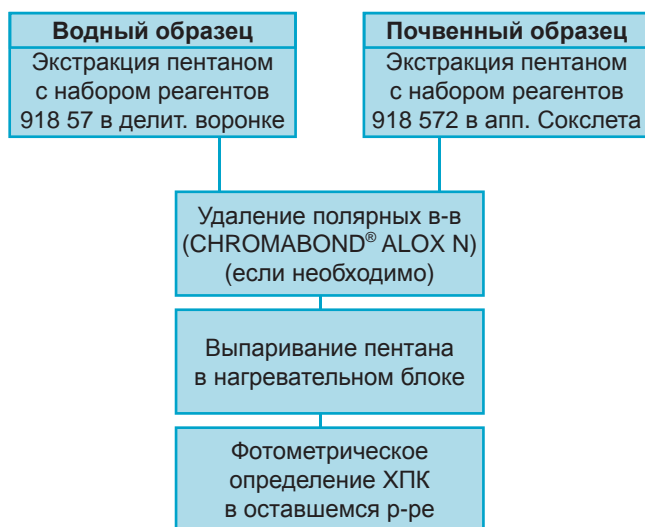 Водный образец
Экстракция пентаном
с набором реагентов
918 57 в делит. воронке
Почвенный образец
Экстракция пентаном
с набором реагентов
918 572 в апп. Сокслета
Удаление полярных в-в
(CHROMABOND® ALOX N)
(если необходимо)
Выпаривание пентана
в нагревательном блоке
Фотометрическое
определение ХПК
в оставшемся р-ре